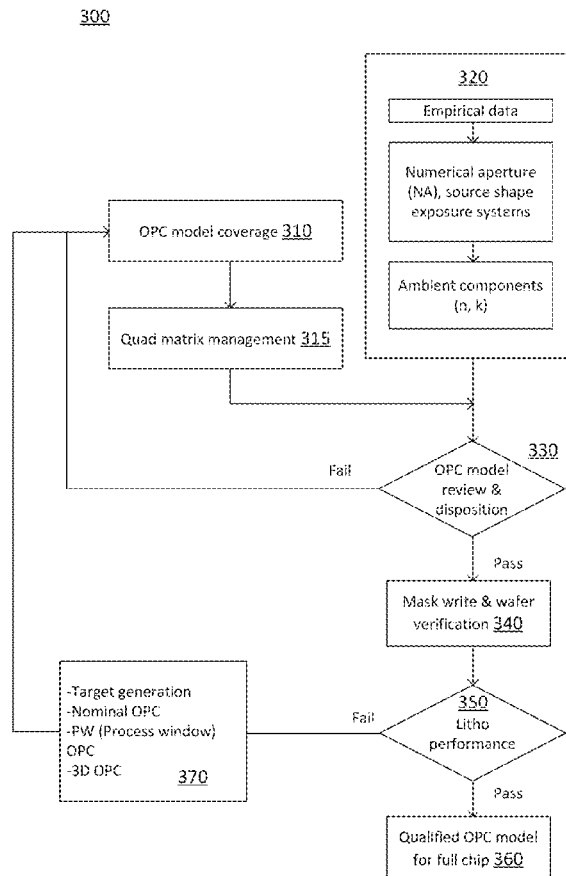 300
320
Empirical data
Numerical aperture
(NA), source shape
exposure systems
Ambient components
(n, k)
OPC model coverage 310
Quad matrix management 315
330
Fail
OPC model
review &
disposition
Pass
Mask write & wafer
verification 340
-Target generation
-Nominal OPC
-PW (Process window)
OPC
-3D OPC
370
Fail
350
Litho
performance
Pass
Qualified OPC model
for full chip 360